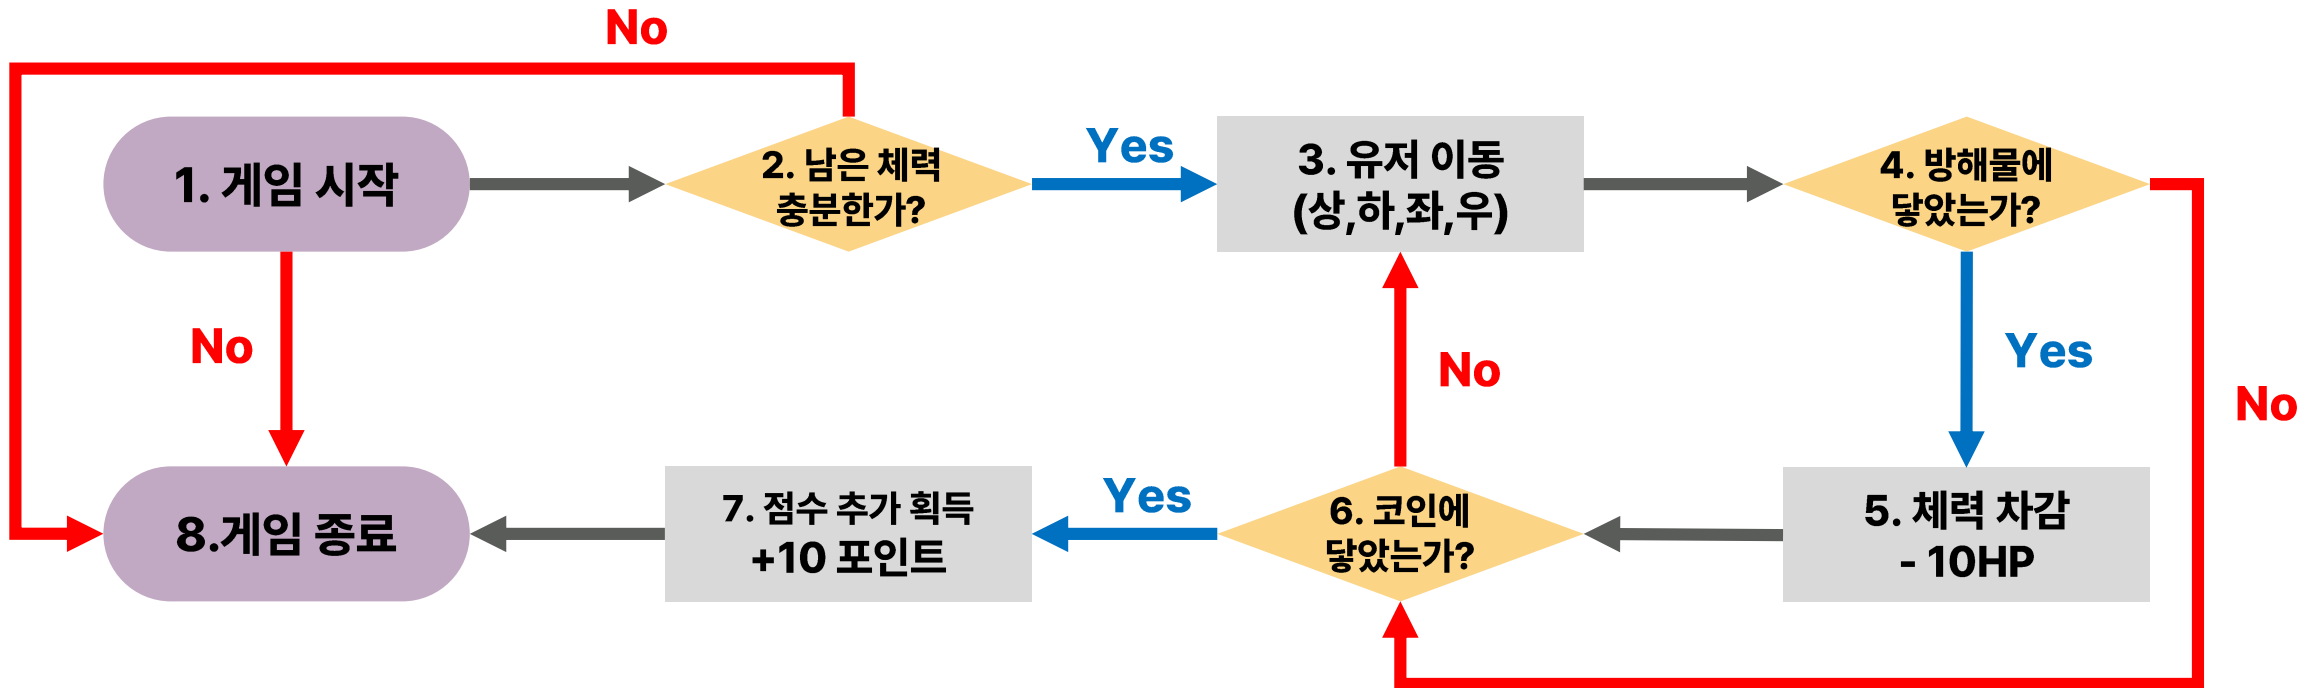 No
1. 게임 시작
2. 남은 체력
충분한가?
Yes
3. 유저 이동
(상,하,좌,우)
4. 방해물에
닿았는가?
No
No
Yes
No
8.게임 종료
7. 점수 추가 획득
+10 포인트
Yes
6. 코인에
닿았는가?
5. 체력 차감
- 10HP